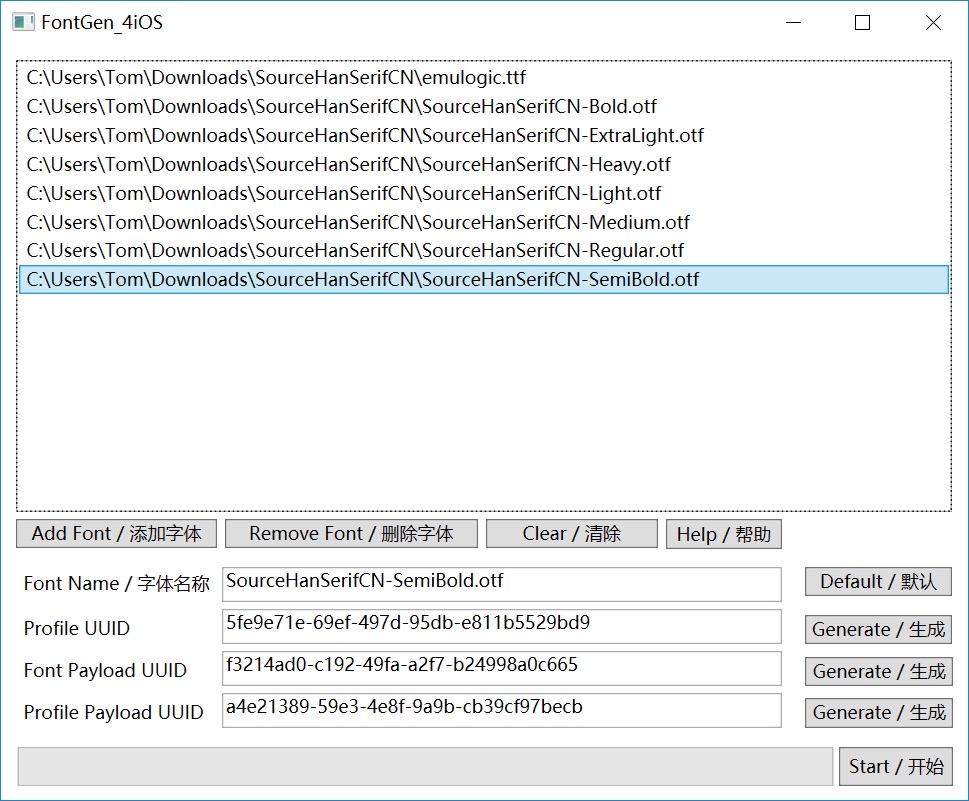 FontGen_4iOS
C:\Users\Tom\Downloads\SourceHanSerifCN\emulogic.ttf
C:\Users\Tom\Downloads\SourceHanSerifCN\SourceHanSerifCN-Bold.otf
C:\Users\Tom\Downloads\SourceHanSerifCN\SourceHanSerifCN-ExtraLight.otf
C:\Users\Tom\Downloads\SourceHanSerifCN\SourceHanSerifCN-Heavy.otf
C:\Users\Tom\Downloads\SourceHanSerifCN\SourceHanSerifCN-Light.otf
C:\Users\Tom\Downloads\SourceHanSerifCN\SourceHanSerifCN-Medium.otf
C:\Users\Tom\Downloads\SourceHanSerifCN\SourceHanSerifCN-Regular.otf
C:\Users\Tom\Downloads\SourceHanSerifCN\SourceHanSerifCN-SemiBold.otf
Add Font / 添加字体 Remove Font / 删除字体 Clear / 清除 Help / 帮助
Font Name / 字体名称 SourceHanSerifCN-SemiBold.otf Default / 默认
Profile UUID 5fe9e71e-69ef-497d-95db-e811b5529bd9 Generate / 生成
Font Payload UUID f3214ad0-c192-49fa-a2f7-b24998a0c665 Generate / 生成
Profile Payload UUID a4e21389-59e3-4e8f-9a9b-cb39cf97becb Generate / 生成
Start / 开始